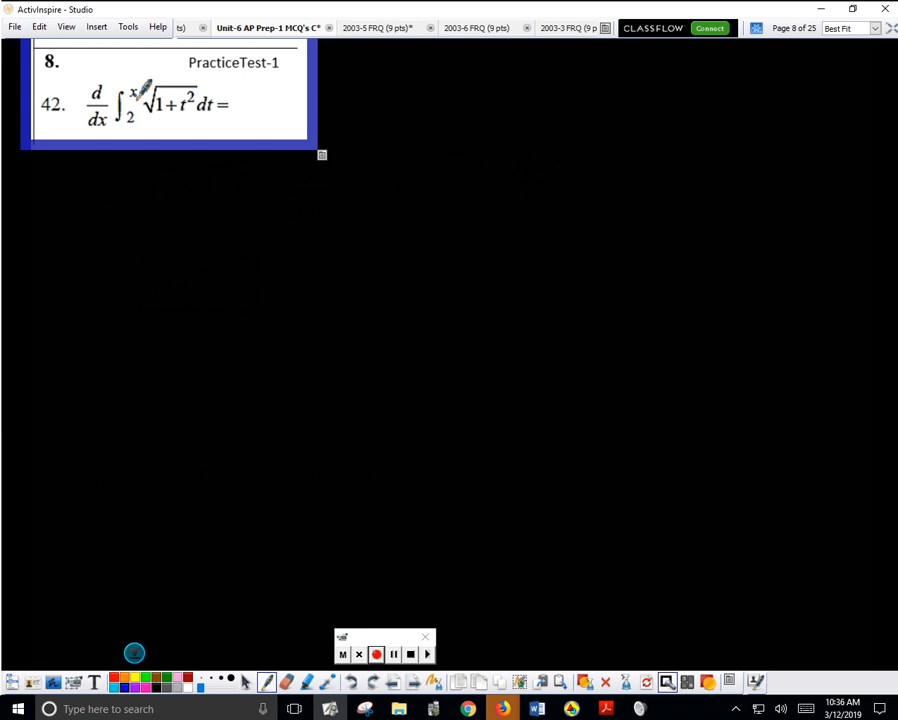 ActivInspire - Studio
File Edit View Insert Tools Help ts) Unit-6 AP Prep-1 MCQ's C* 2003-5 FRQ (9 pts)* 2003-6 FRQ (9 pts) 2003-3 FRQ (9 p CLASSFLOW Connect Page 8 of 25 Best Fit
8. PracticeTest-1
42. d/dx ∫₂ˣ √(1+t²) dt =
M
T
Type here to search
10:36 AM
3/12/2019